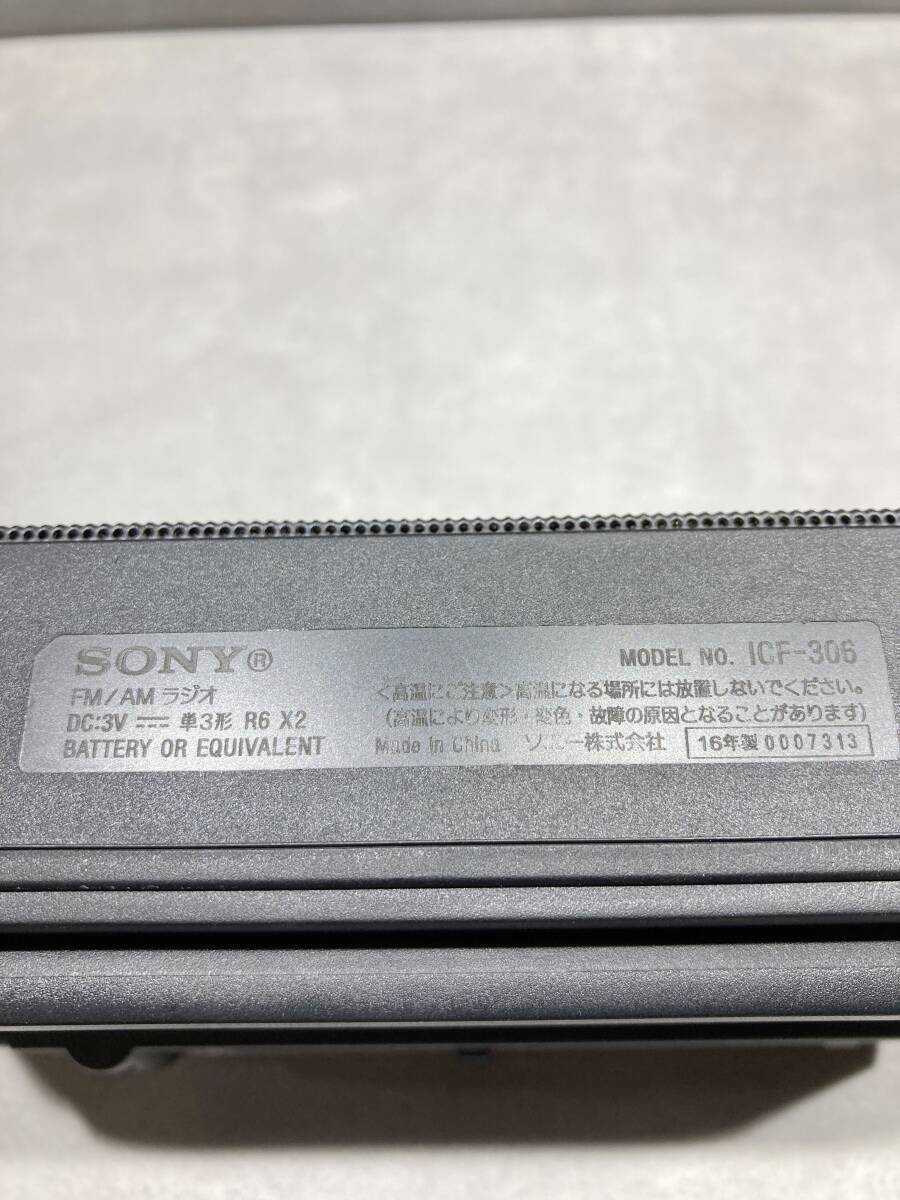 SONY®
FM/AM ラジオ
DC:3V ⎓ 単3形 R6 X2
BATTERY OR EQUIVALENT
MODEL NO. ICF-306
<高温にご注意>高温になる場所には放置しないでください。
(高温により変形・変色・故障の原因となることがあります)
Made in China ソニー株式会社 16年製 0007313